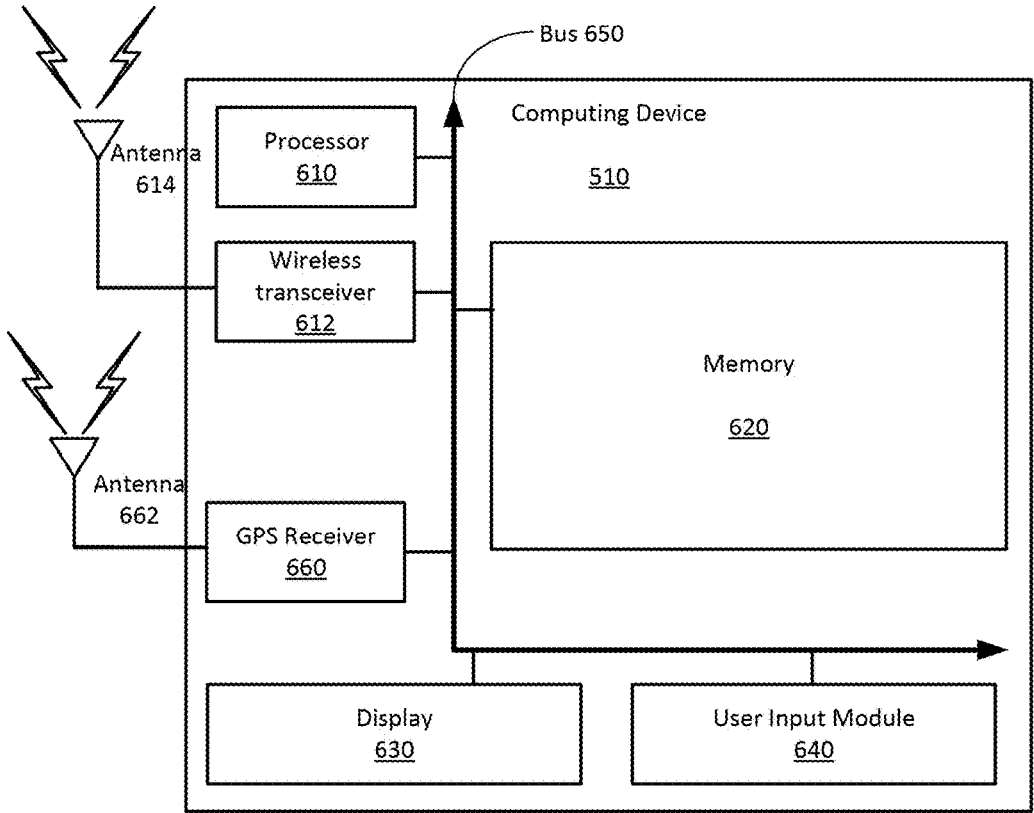 Bus 650
Computing Device
510
Processor
610
Antenna
614
Wireless
transceiver
612
Memory
620
Antenna
662
GPS Receiver
660
Display
630
User Input Module
640